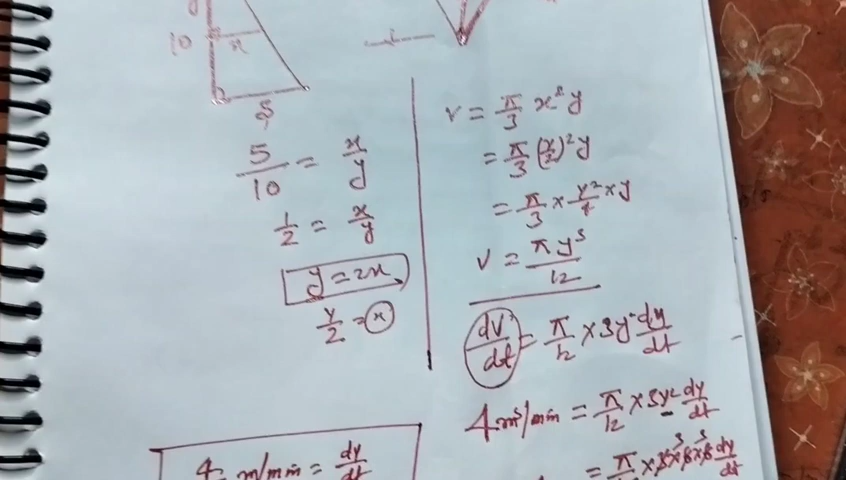 10
x
5
5/10 = x/y
1/2 = x/y
y = 2x
y/2 = x
V = π/3 x² y
= π/3 (x/2)² y
= π/3 × y²/4 × y
V = πy³/12
dV/dt = π/12 × 3y² dy/dt
4 m³/min = π/12 × 3y² dy/dt
m/min = dy/dt